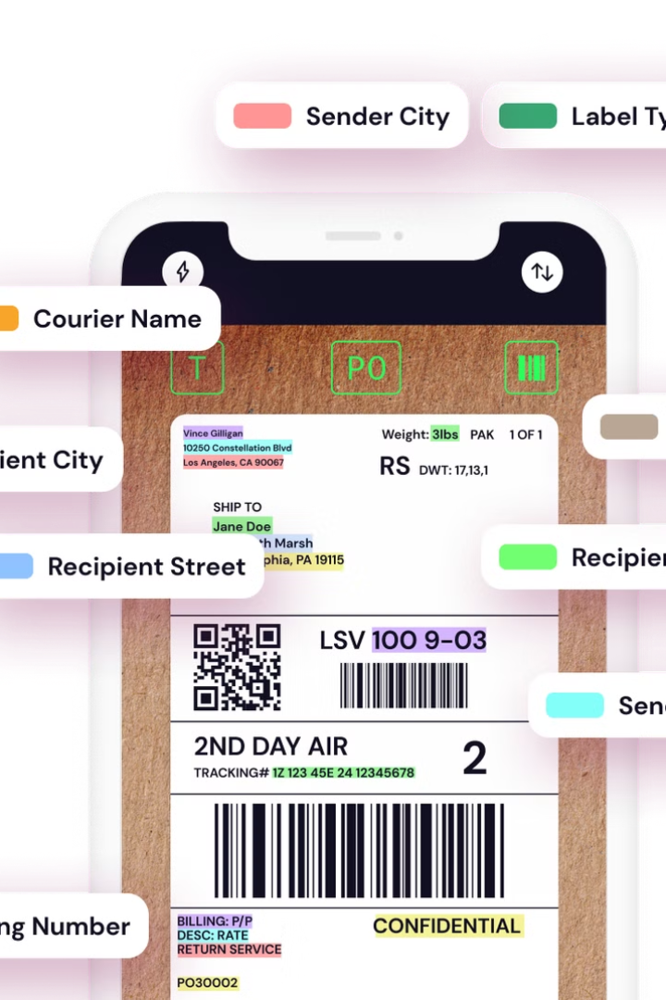 Sender City
Label Ty
Courier Name
T
PO
Vince Gilligan
10250 Constellation Blvd
Los Angeles, CA 90067
Weight: 3lbs PAK 1 OF 1
RS DWT: 17,13,1
ient City
SHIP TO
Jane Doe
th Marsh
phia, PA 19115
Recipient Street
Recipien
LSV 100 9-03
Sen
2ND DAY AIR
TRACKING# 1Z 123 45E 24 12345678
2
ng Number
BILLING: P/P
DESC: RATE
RETURN SERVICE
CONFIDENTIAL
PO30002